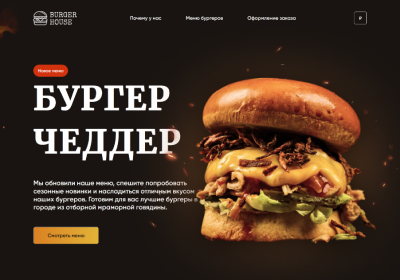 BURGER
HOUSE
Почему у нас
Меню бургеров
Оформление заказа
₽
Новое меню
БУРГЕР
ЧЕДДЕР
Мы обновили наше меню, спешите попробовать
сезонные новинки и насладиться отличным вкусом
наших бургеров. Готовим для вас лучшие бургеры в
городе из отборной мраморной говядины.
Смотреть меню